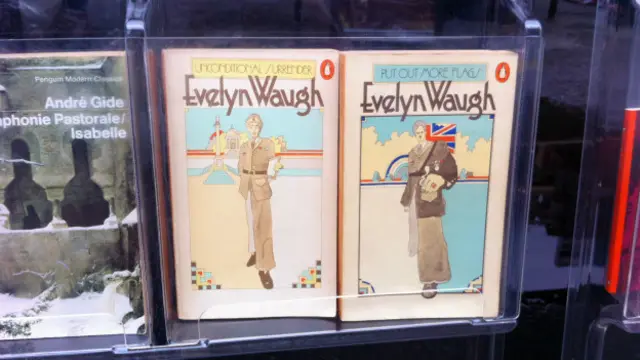 Penguin Modern Classics
André Gide
phonie Pastorale/
Isabelle
UNCONDITIONAL SURRENDER
Evelyn Waugh
PUT OUT MORE FLAGS
Evelyn Waugh